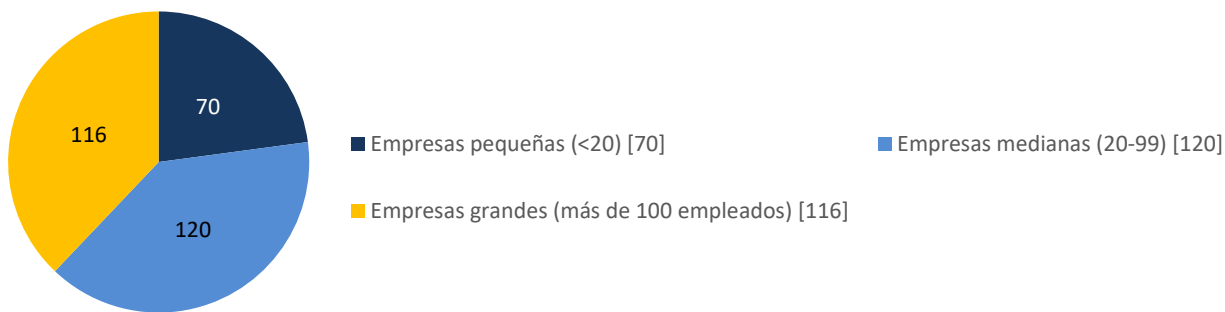 70
116
120
Empresas pequeñas (<20) [70]
Empresas medianas (20-99) [120]
Empresas grandes (más de 100 empleados) [116]